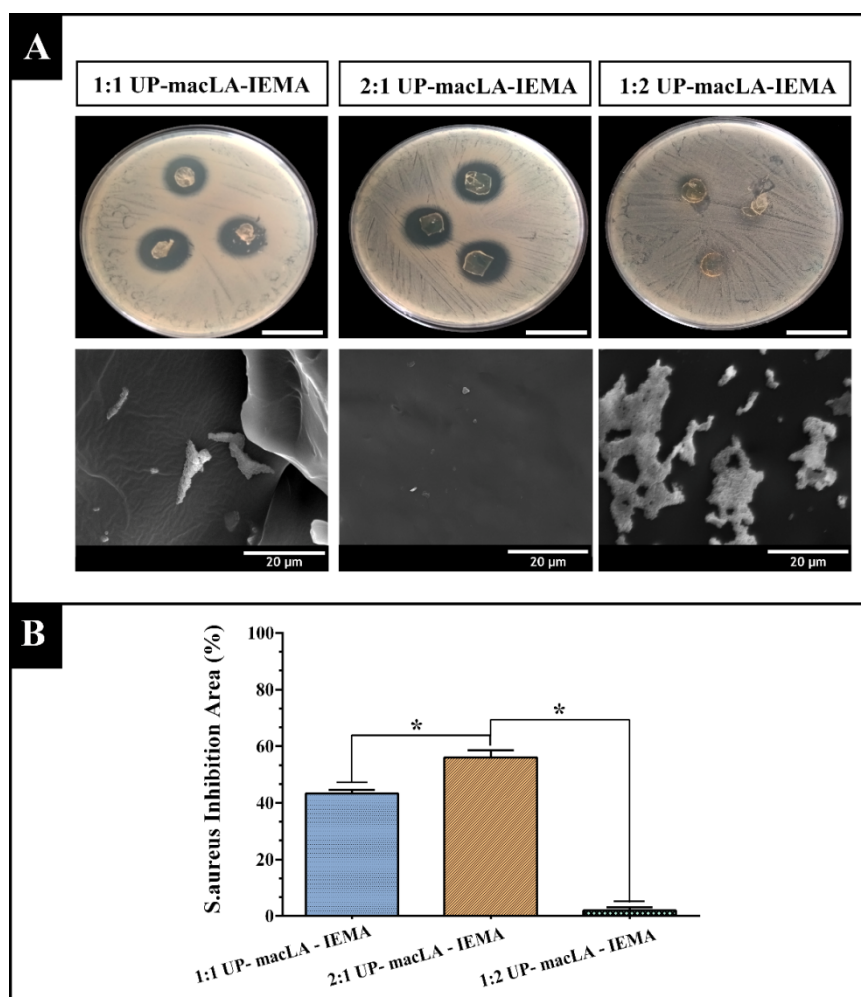 A
1:1 UP-macLA-IEMA
2:1 UP-macLA-IEMA
1:2 UP-macLA-IEMA
20 µm
20 µm
20 µm
B
S.aureus Inhibition Area (%)
100
80
60
40
20
0
*
*
1:1 UP- macLA - IEMA
2:1 UP- macLA - IEMA
1:2 UP- macLA - IEMA